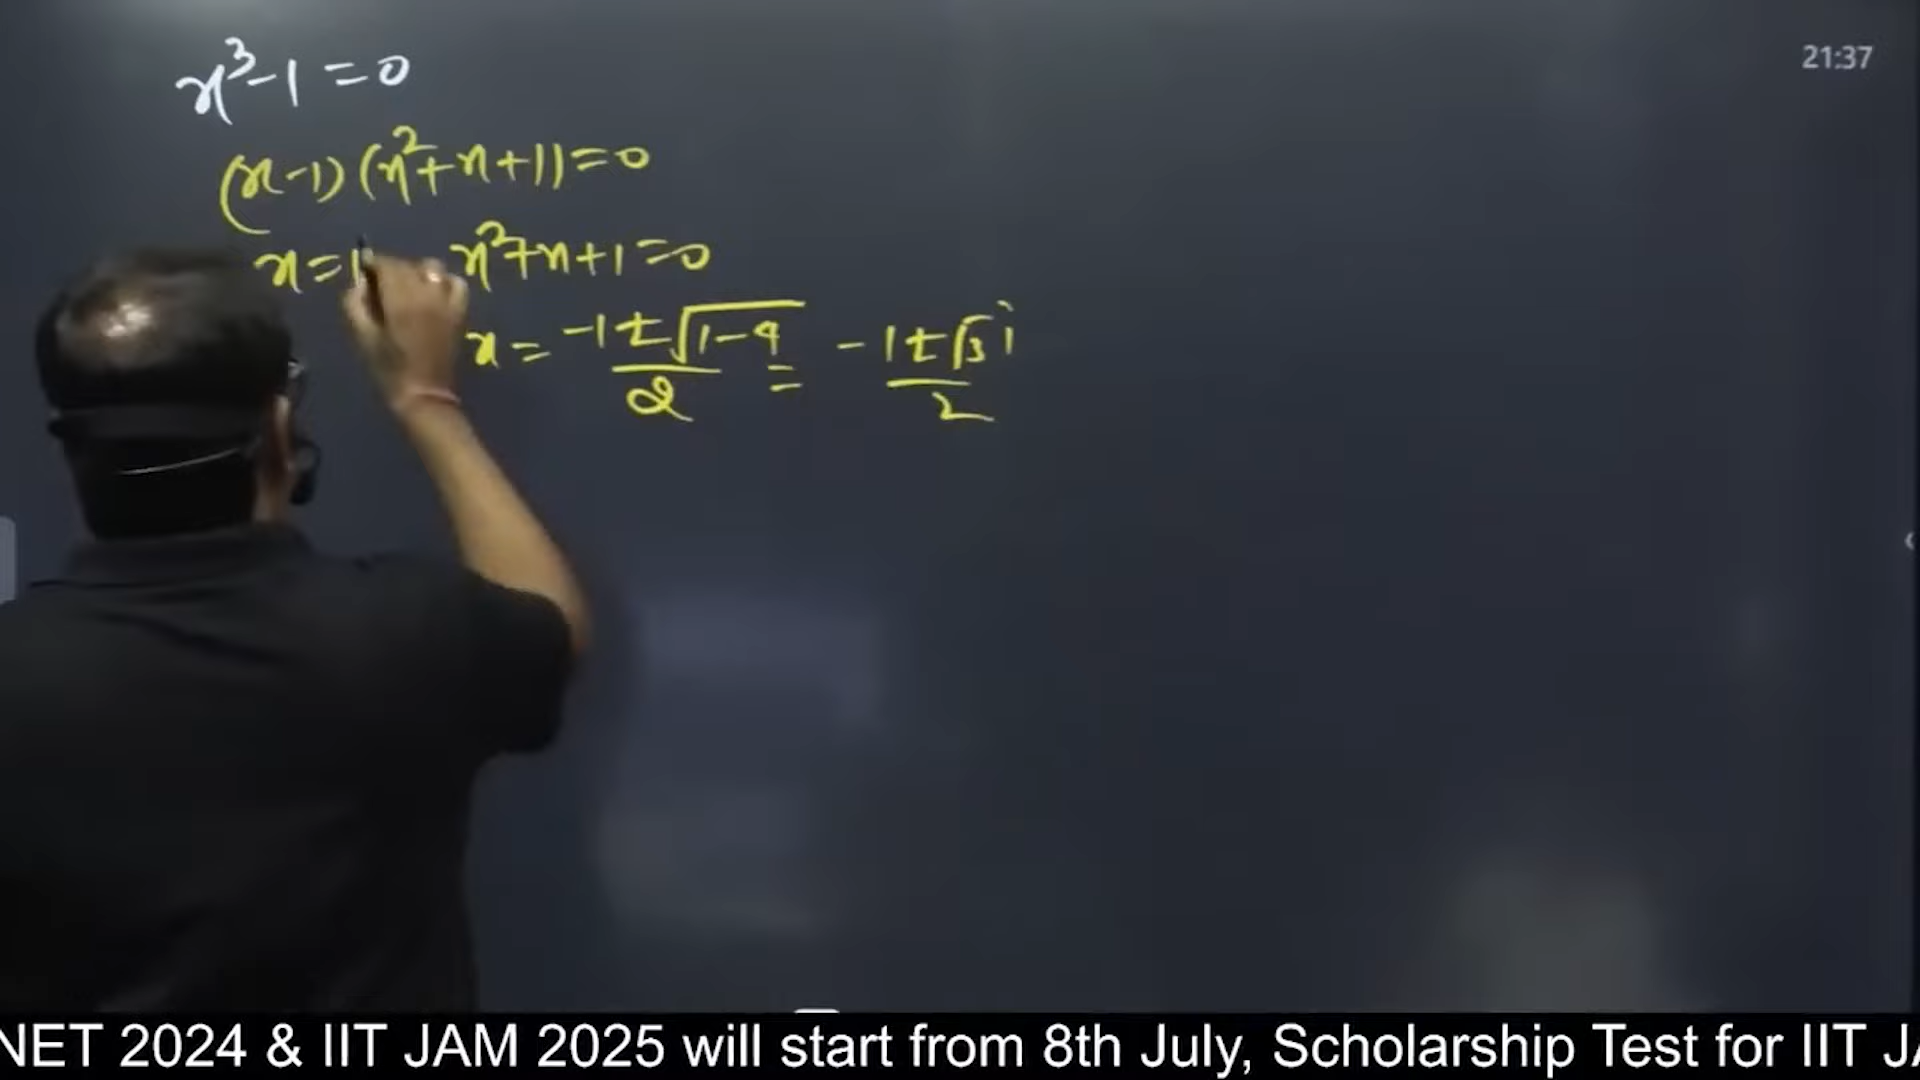 x³-1=0
21:37
(x-1)(x²+x+1)=0
x=1 x²+x+1=0
x = -1±√1-4/2 = -1±√3 i/2
NET 2024 & IIT JAM 2025 will start from 8th July, Scholarship Test for IIT